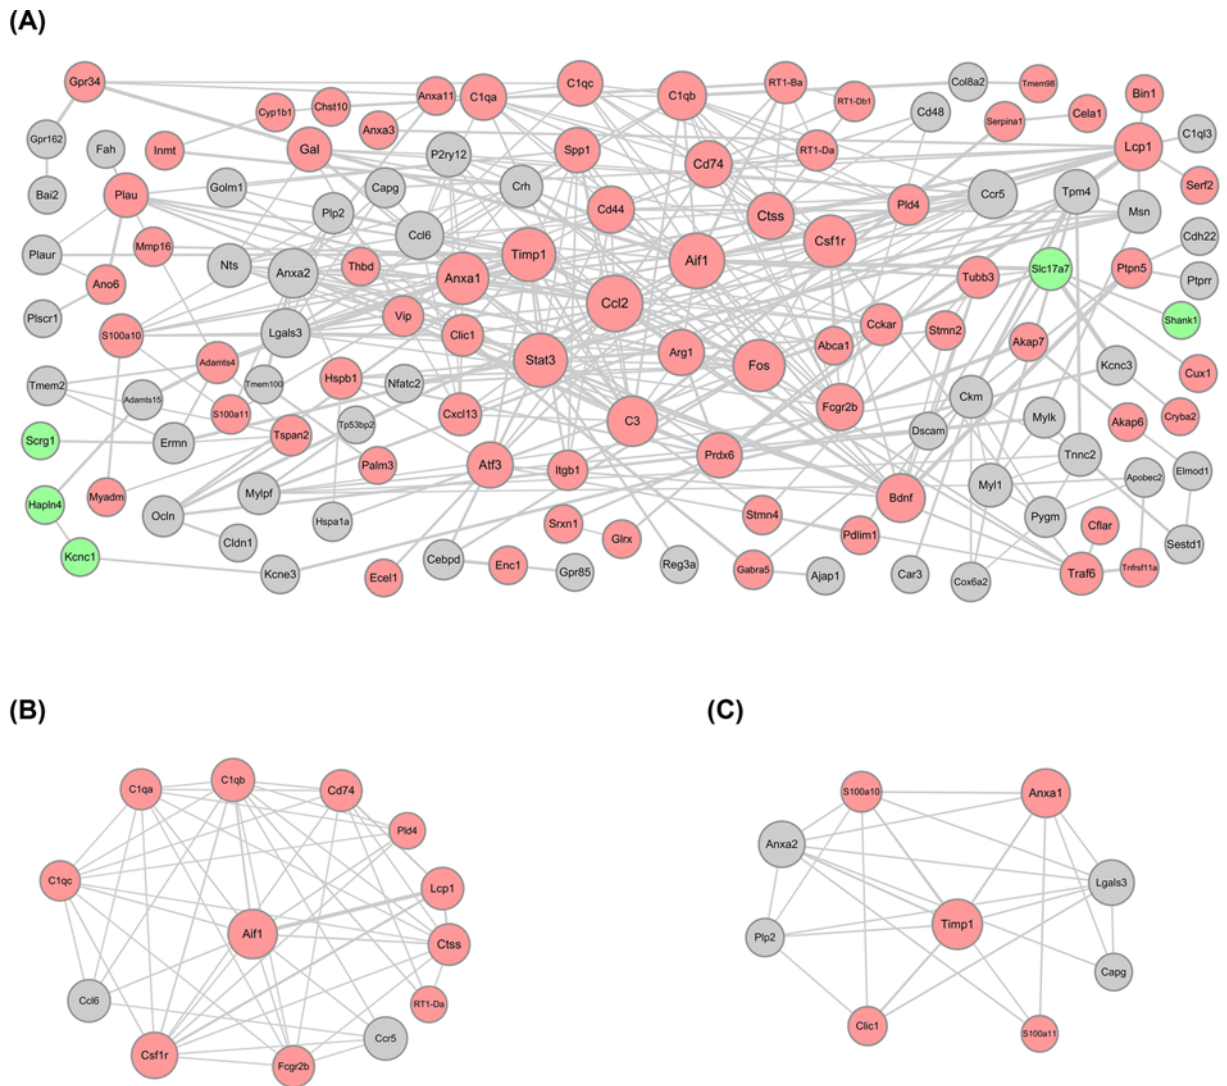 (A)
Gpr34
Cyp1b1
Chst10
Anxa11
C1qa
C1qc
C1qb
RT1-Ba
RT1-Db1
Col8a2
Tmem98
Bin1
Gpr162
Fah
Inmt
Anxa3
Gal
P2ry12
Spp1
Cd74
RT1-Da
Cd48
Serpina1
Cela1
Lcp1
C1ql3
Bai2
Plau
Golm1
Capg
Crh
Cd44
Ctss
Pld4
Ccr5
Tpm4
Serf2
Plp2
Ccl6
Timp1
Csf1r
Msn
Plaur
Mmp16
Nts
Anxa2
Thbd
Anxa1
Aif1
Tubb3
Slc17a7
Ptpn5
Cdh22
Ptprr
Ano6
Plscr1
S100a10
Lgals3
Vip
Clic1
Ccl2
Cckar
Stmn2
Shank1
Tmem2
Adamts4
Tmem100
Hspb1
Nfatc2
Stat3
Arg1
Fos
Abca1
Akap7
Kcnc3
Cux1
Adamts15
S100a11
Tp53bp2
Cxcl13
C3
Fcgr2b
Dscam
Ckm
Mylk
Akap6
Cryba2
Scrg1
Ermn
Tspan2
Palm3
Atf3
Itgb1
Prdx6
Tnnc2
Hapln4
Myadm
Ocln
Mylpf
Hspa1a
Bdnf
Myl1
Apobec2
Elmod1
Kcnc1
Cldn1
Srxn1
Glrx
Stmn4
Pdlim1
Pygm
Cflar
Sestd1
Kcne3
Ecel1
Cebpd
Enc1
Gpr85
Reg3a
Gabra5
Ajap1
Car3
Cox6a2
Traf6
Tnfrsf11a
(B)
C1qa
C1qb
Cd74
Pld4
C1qc
Lcp1
Aif1
Ctss
Ccl6
RT1-Da
Csf1r
Fcgr2b
Ccr5
(C)
S100a10
Anxa1
Anxa2
Lgals3
Plp2
Timp1
Capg
Clic1
S100a11